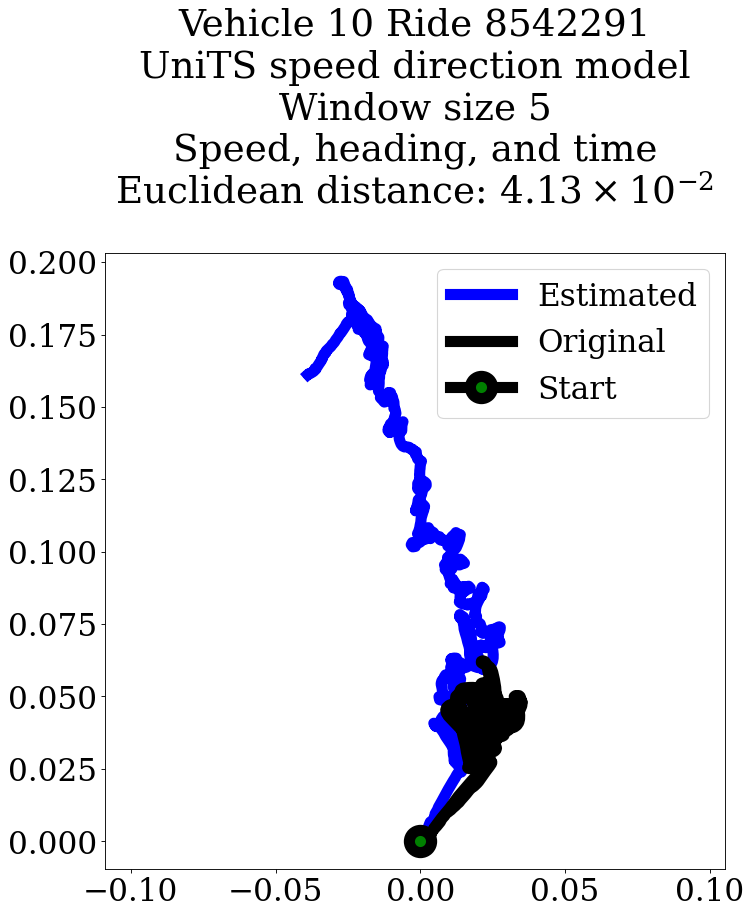 Vehicle 10 Ride 8542291
UniTS speed direction model
Window size 5
Speed, heading, and time
Euclidean distance: 4.13 × 10⁻²
0.200
0.175
0.150
0.125
0.100
0.075
0.050
0.025
0.000
Estimated
Original
Start
−0.10
−0.05
0.00
0.05
0.10